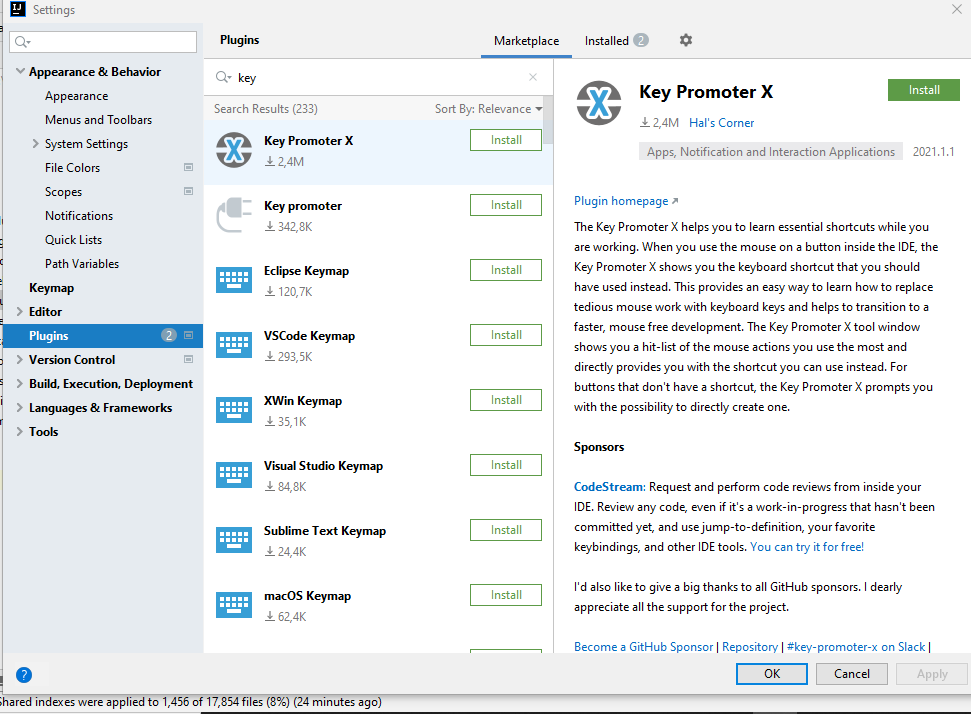 IJ
Settings
Plugins
Marketplace
Installed 2
key
Search Results (233)
Sort By: Relevance
Appearance & Behavior
Appearance
Menus and Toolbars
System Settings
File Colors
Scopes
Notifications
Quick Lists
Path Variables
Keymap
Editor
Plugins 2
Version Control
Build, Execution, Deployment
Languages & Frameworks
Tools
Key Promoter X
2,4M
Install
Key promoter
342,8K
Install
Eclipse Keymap
120,7K
Install
VSCode Keymap
293,5K
Install
XWin Keymap
35,1K
Install
Visual Studio Keymap
84,8K
Install
Sublime Text Keymap
24,4K
Install
macOS Keymap
62,4K
Install
Key Promoter X
Install
2,4M Hal's Corner
Apps, Notification and Interaction Applications 2021.1.1
Plugin homepage ↗
The Key Promoter X helps you to learn essential shortcuts while you
are working. When you use the mouse on a button inside the IDE, the
Key Promoter X shows you the keyboard shortcut that you should
have used instead. This provides an easy way to learn how to replace
tedious mouse work with keyboard keys and helps to transition to a
faster, mouse free development. The Key Promoter X tool window
shows you a hit-list of the mouse actions you use the most and
directly provides you with the shortcut you can use instead. For
buttons that don't have a shortcut, the Key Promoter X prompts you
with the possibility to directly create one.
Sponsors
CodeStream: Request and perform code reviews from inside your
IDE. Review any code, even if it's a work-in-progress that hasn't been
committed yet, and use jump-to-definition, your favorite
keybindings, and other IDE tools. You can try it for free!
I'd also like to give a big thanks to all GitHub sponsors. I dearly
appreciate all the support for the project.
Become a GitHub Sponsor | Repository | #key-promoter-x on Slack |
?
OK
Cancel
Apply
Shared indexes were applied to 1,456 of 17,854 files (8%) (24 minutes ago)